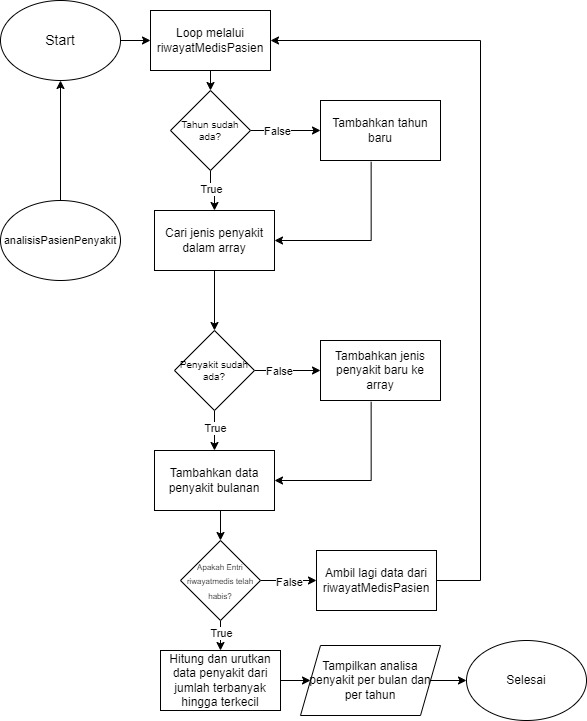 Start
Loop melalui
riwayatMedisPasien
Tahun sudah
ada?
False
Tambahkan tahun
baru
True
analisisPasienPenyakit
Cari jenis penyakit
dalam array
Penyakit sudah
ada?
False
Tambahkan jenis
penyakit baru ke
array
True
Tambahkan data
penyakit bulanan
Apakah Entri
riwayatmedis telah
habis?
False
Ambil lagi data dari
riwayatMedisPasien
True
Hitung dan urutkan
data penyakit dari
jumlah terbanyak
hingga terkecil
Tampilkan analisa
penyakit per bulan dan
per tahun
Selesai